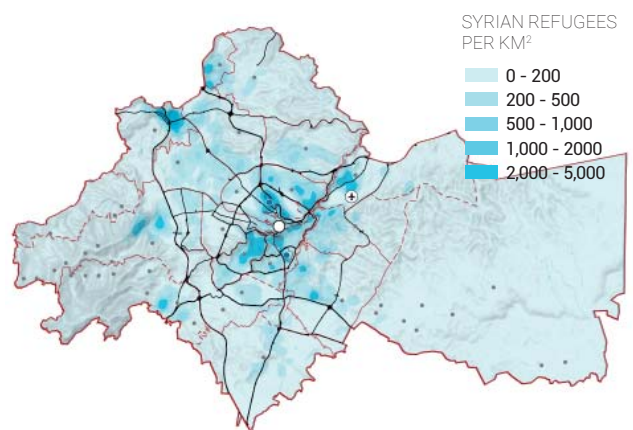 SYRIAN REFUGEES
PER KM²
0 - 200
200 - 500
500 - 1,000
1,000 - 2000
2,000 - 5,000